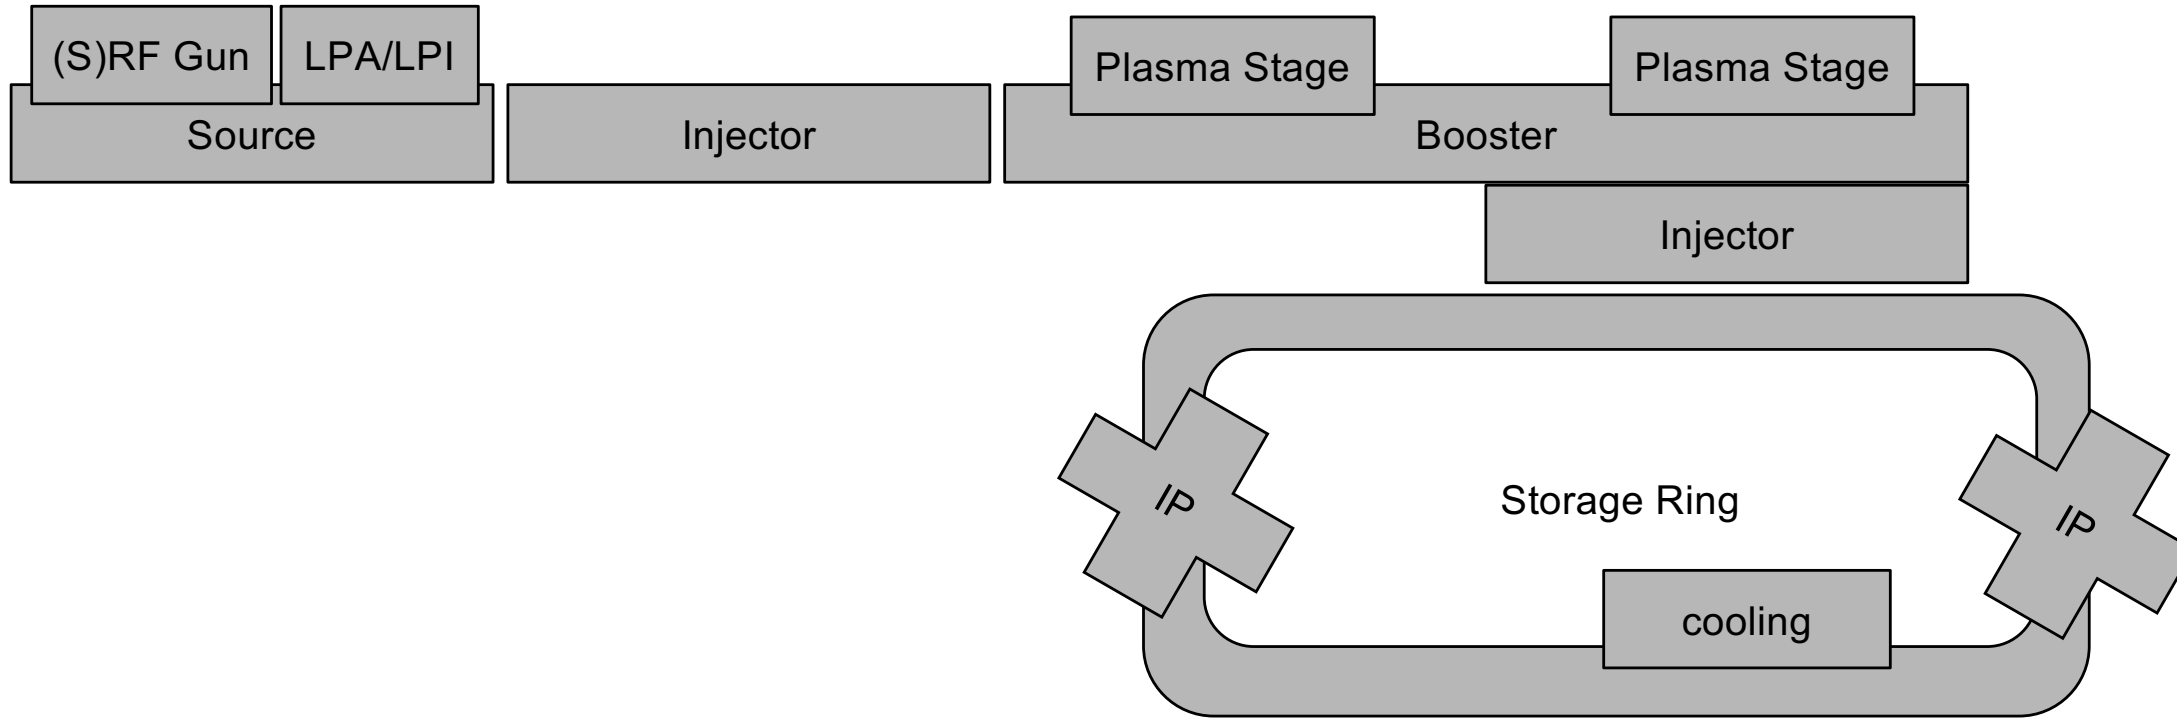 (S)RF Gun
LPA/LPI
Plasma Stage
Plasma Stage
Source
Injector
Booster
Injector
IP
Storage Ring
IP
cooling